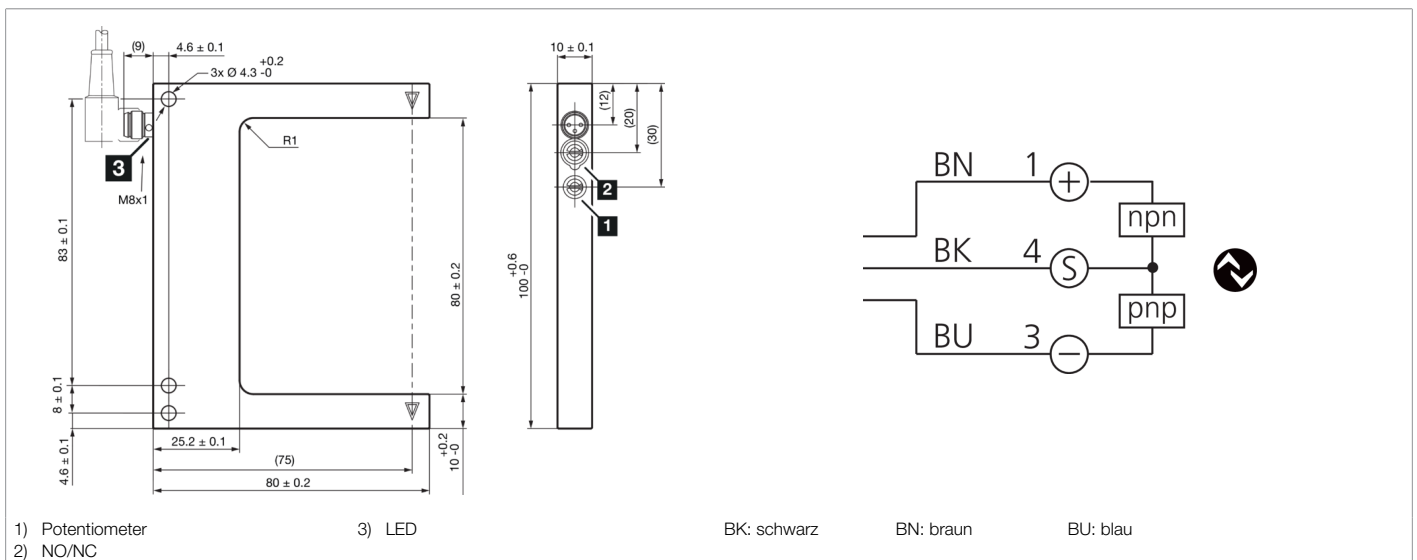 (9)
4.6 ± 0.1
+0.2
3x Ø 4.3 -0
R1
3
M8x1
83 ± 0.1
8 ± 0.1
4.6 ± 0.1
25.2 ± 0.1
(75)
80 ± 0.2
80 ± 0.2
+0.2
10 -0
10 ± 0.1
(12)
(20)
(30)
2
1
+0.6
100 -0
BN 1 +
npn
BK 4 S
pnp
BU 3 −
1) Potentiometer
2) NO/NC
3) LED
BK: schwarz
BN: braun
BU: blau